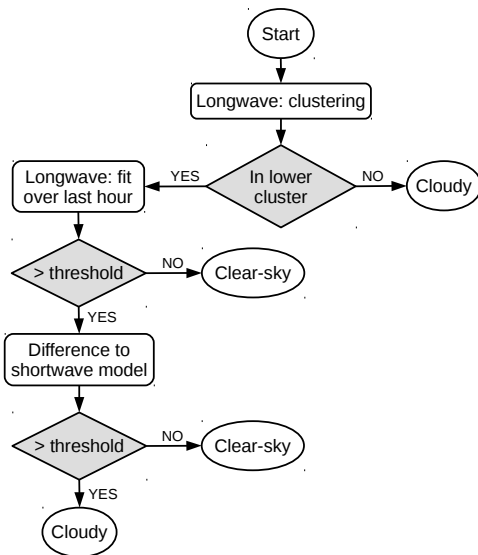 Start
Longwave: clustering
In lower
cluster
YES
NO
Longwave: fit
over last hour
Cloudy
> threshold
NO
Clear-sky
YES
Difference to
shortwave model
> threshold
NO
Clear-sky
YES
Cloudy